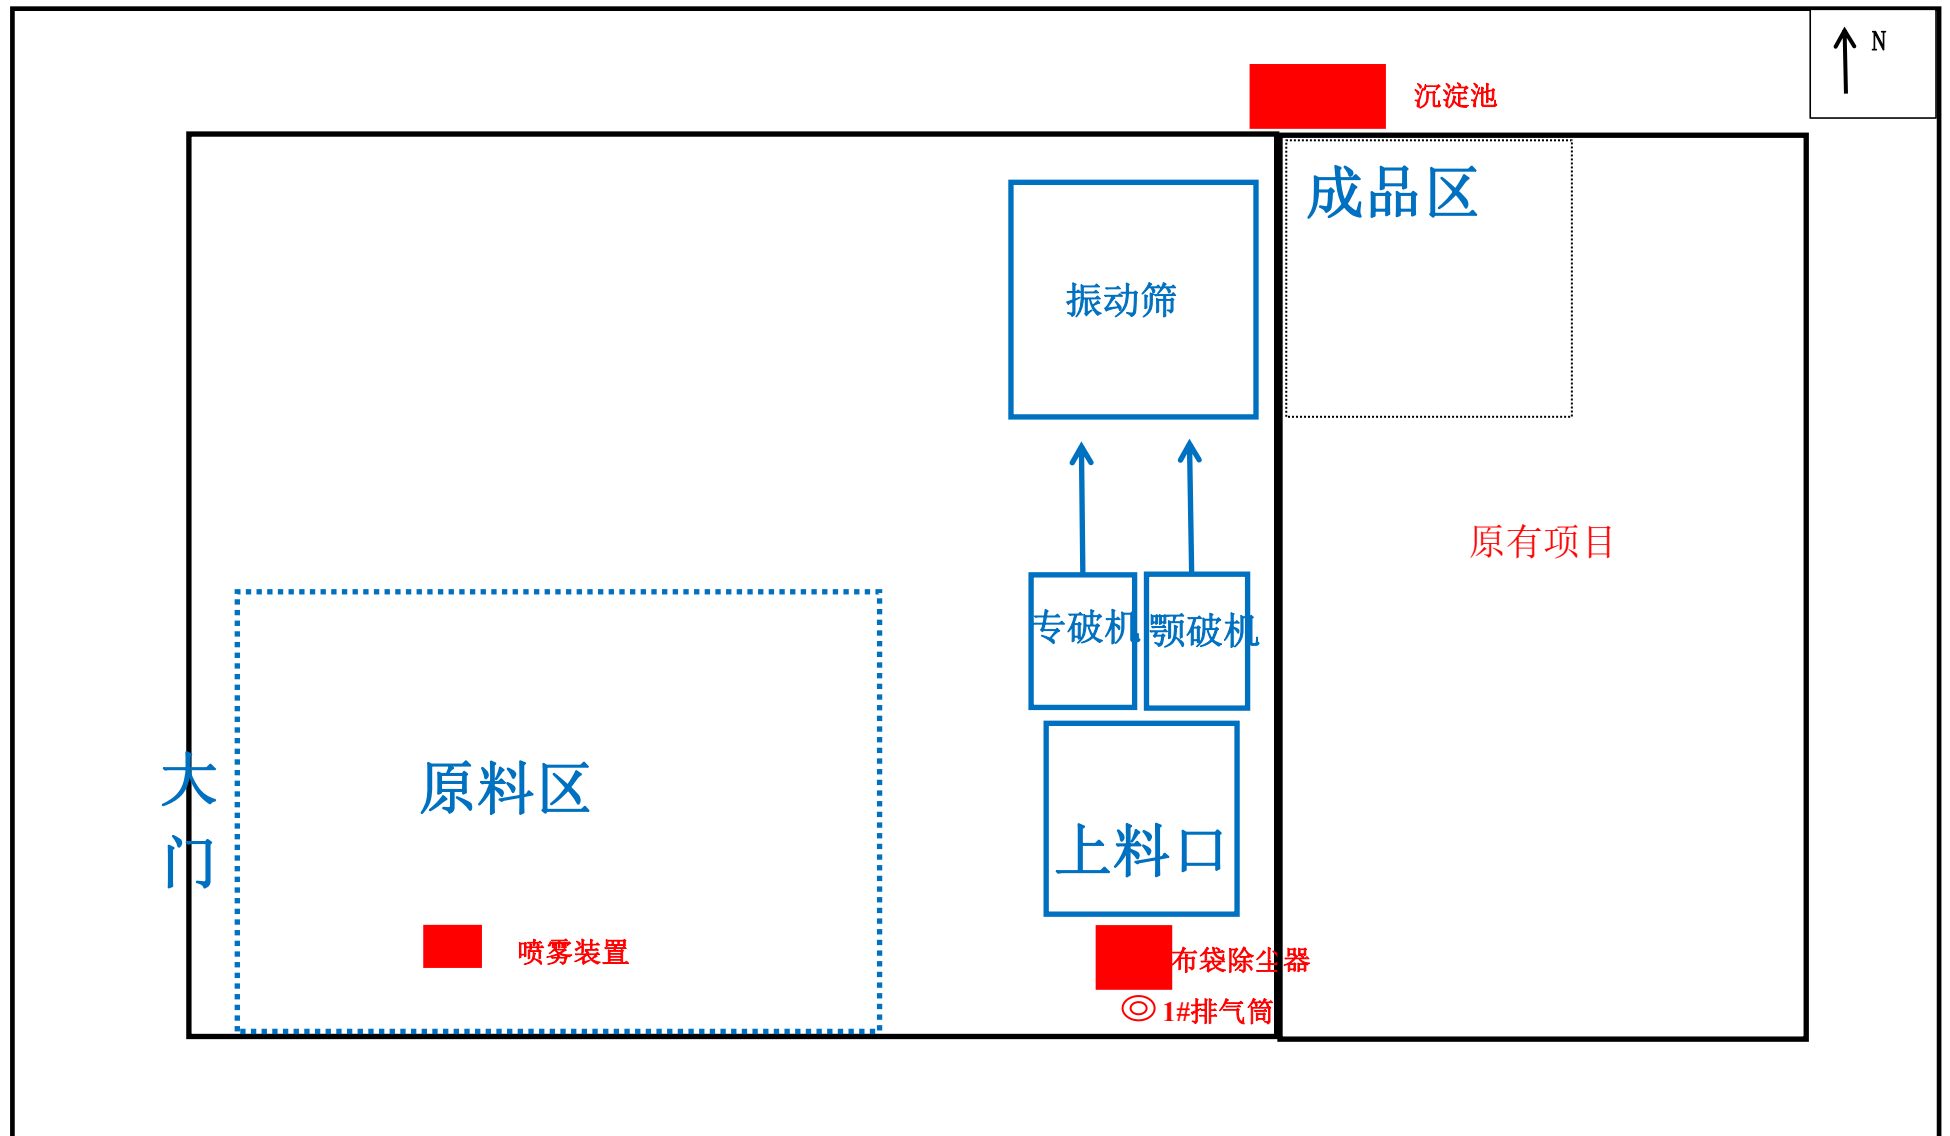 N
沉淀池
成品区
振动筛
原有项目
专破机
颚破机
大
门
原料区
上料口
喷雾装置
布袋除尘器
1#排气筒